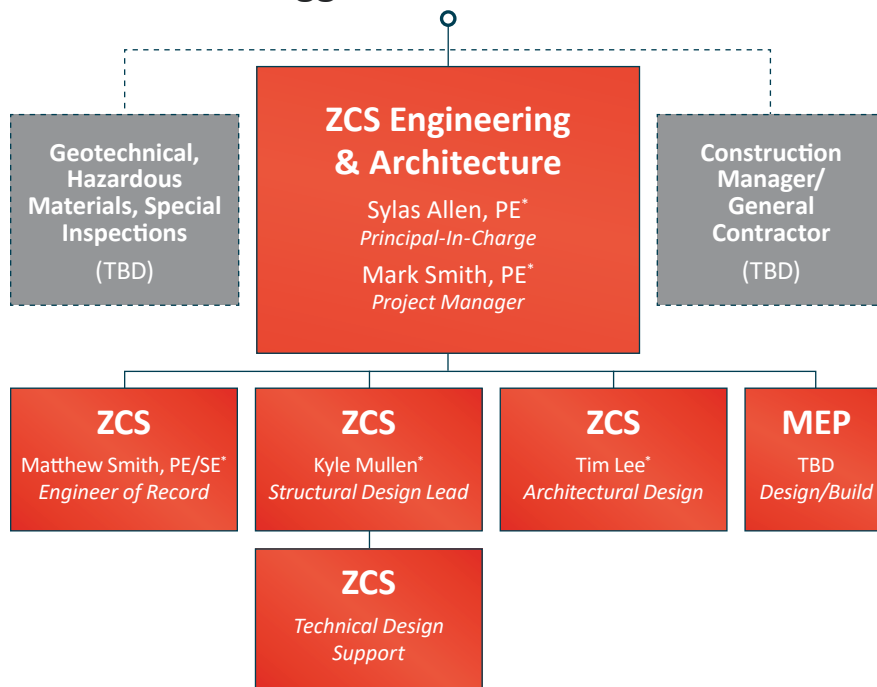 Geotechnical,
Hazardous
Materials, Special
Inspections
(TBD)
ZCS Engineering
& Architecture
Sylas Allen, PE*
Principal-In-Charge
Mark Smith, PE*
Project Manager
Construction
Manager/
General
Contractor
(TBD)
ZCS
Matthew Smith, PE/SE*
Engineer of Record
ZCS
Kyle Mullen*
Structural Design Lead
ZCS
Tim Lee*
Architectural Design
MEP
TBD
Design/Build
ZCS
Technical Design
Support